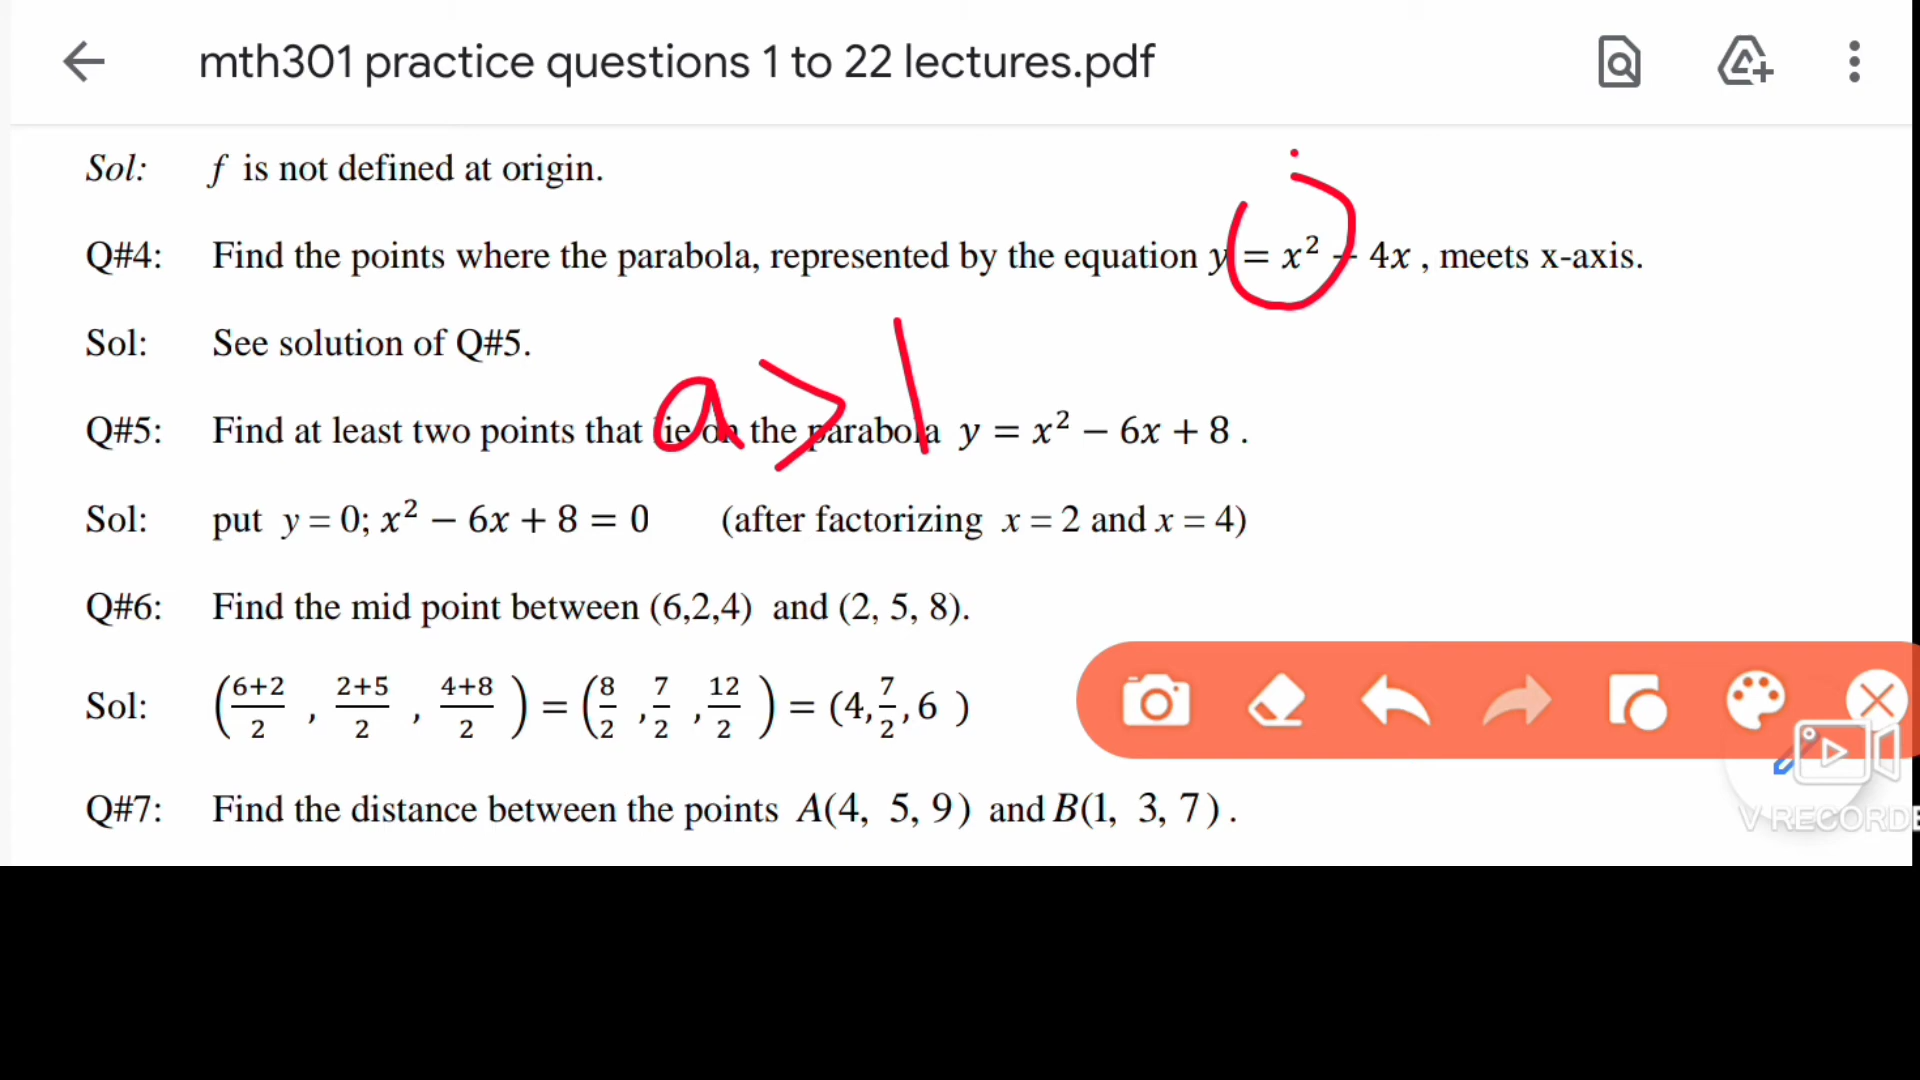 mth301 practice questions 1 to 22 lectures.pdf
Sol: f is not defined at origin.
Q#4: Find the points where the parabola, represented by the equation y = x² − 4x , meets x-axis.
Sol: See solution of Q#5.
a > 1
Q#5: Find at least two points that lie on the parabola y = x² − 6x + 8 .
Sol: put y = 0; x² − 6x + 8 = 0 (after factorizing x = 2 and x = 4)
Q#6: Find the mid point between (6,2,4) and (2, 5, 8).
Sol: (6+2/2 , 2+5/2 , 4+8/2) = (8/2 ,7/2 ,12/2) = (4,7/2,6 )
Q#7: Find the distance between the points A(4, 5, 9) and B(1, 3, 7) .
V RECORDE